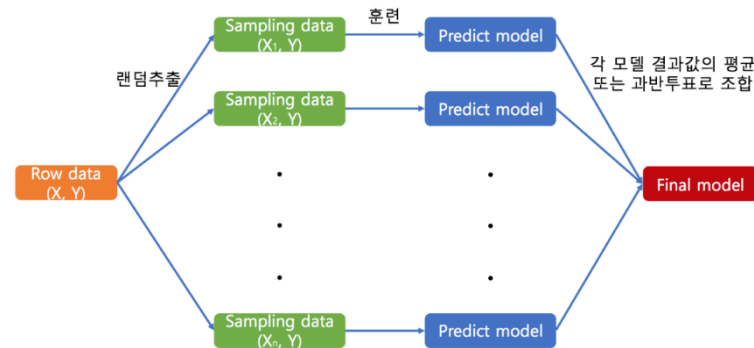 Sampling data
(X₁, Y)
훈련
Predict model
각 모델 결과값의 평균
또는 과반투표로 조합
랜덤추출
Sampling data
(X₂, Y)
Predict model
Row data
(X, Y)
Final model
Sampling data
(Xₙ, Y)
Predict model